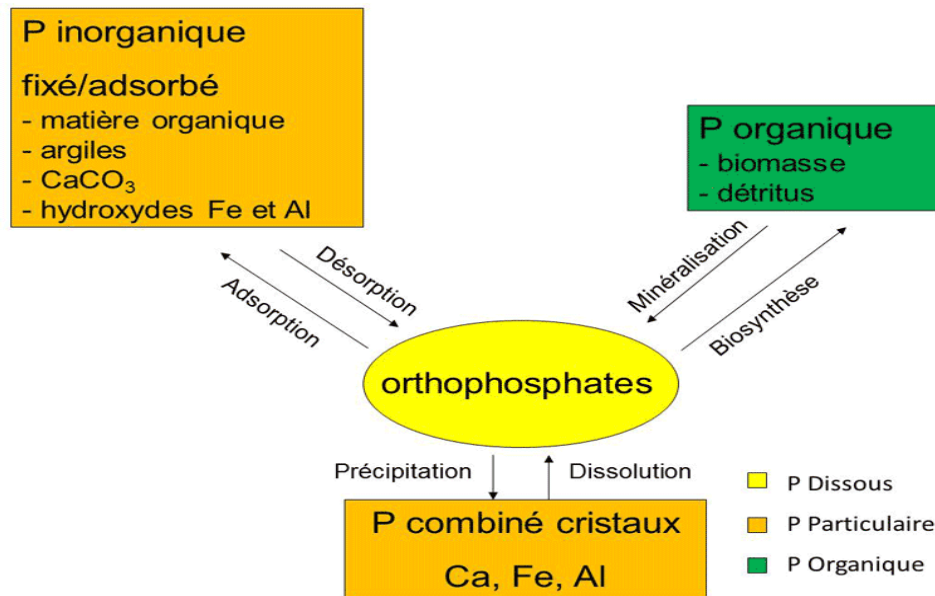 P inorganique
fixé/adsorbé
- matière organique
- argiles
- CaCO₃
- hydroxydes Fe et Al
P organique
- biomasse
- détritus
Désorption
Adsorption
Minéralisation
Biosynthèse
orthophosphates
Précipitation
Dissolution
P combiné cristaux
Ca, Fe, Al
P Dissous
P Particulaire
P Organique